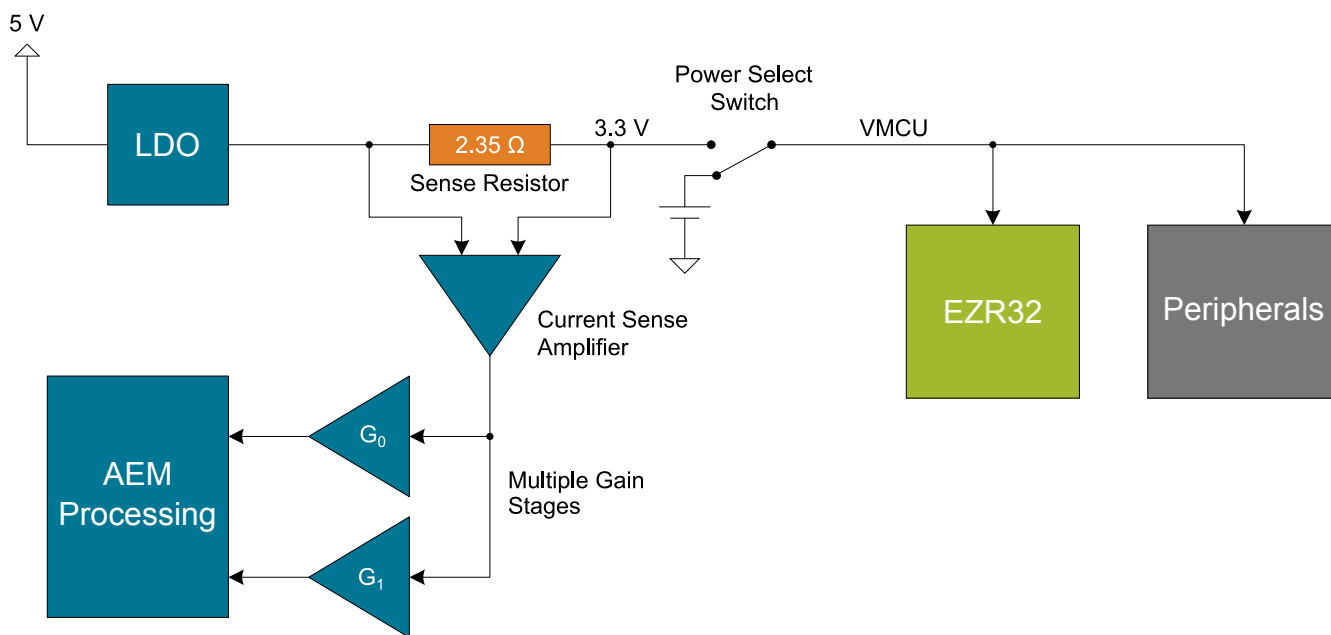 5 V
LDO
2.35 Ω
Sense Resistor
3.3 V
Power Select
Switch
VMCU
EZR32
Peripherals
Current Sense
Amplifier
AEM
Processing
G₀
G₁
Multiple Gain
Stages